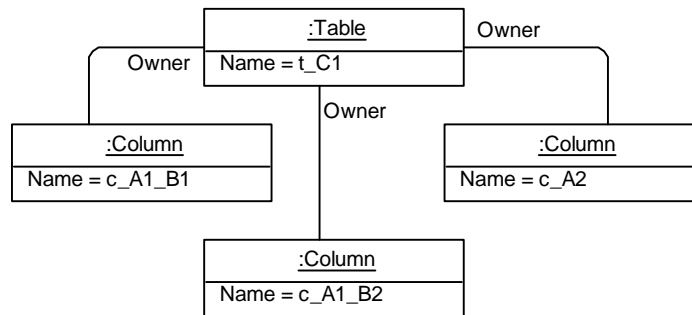 :Table
Name = t_C1
Owner
Owner
Owner
:Column
Name = c_A1_B1
:Column
Name = c_A2
:Column
Name = c_A1_B2